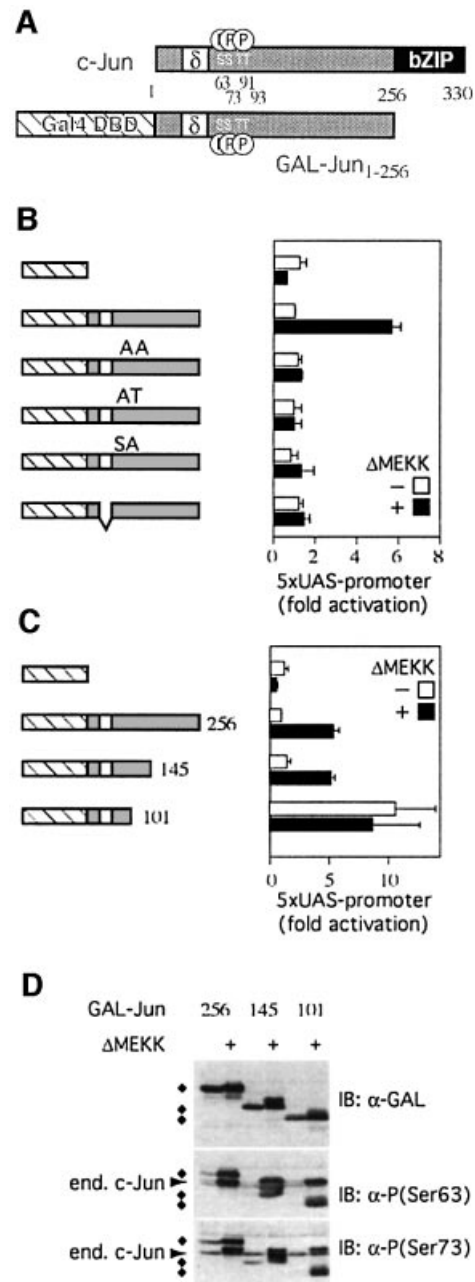 A
c-Jun
δ
SS TT
bZIP
1
63 91
73 93
256
330
Gal4 DBD
δ
GAL-Jun1-256
B
AA
AT
SA
ΔMEKK
−
+
0 2 4 6 8
5xUAS-promoter
(fold activation)
C
256
145
101
ΔMEKK
−
+
0 5 10
5xUAS-promoter
(fold activation)
D
GAL-Jun 256 145 101
ΔMEKK + + +
IB: α-GAL
end. c-Jun
IB: α-P(Ser63)
end. c-Jun
IB: α-P(Ser73)